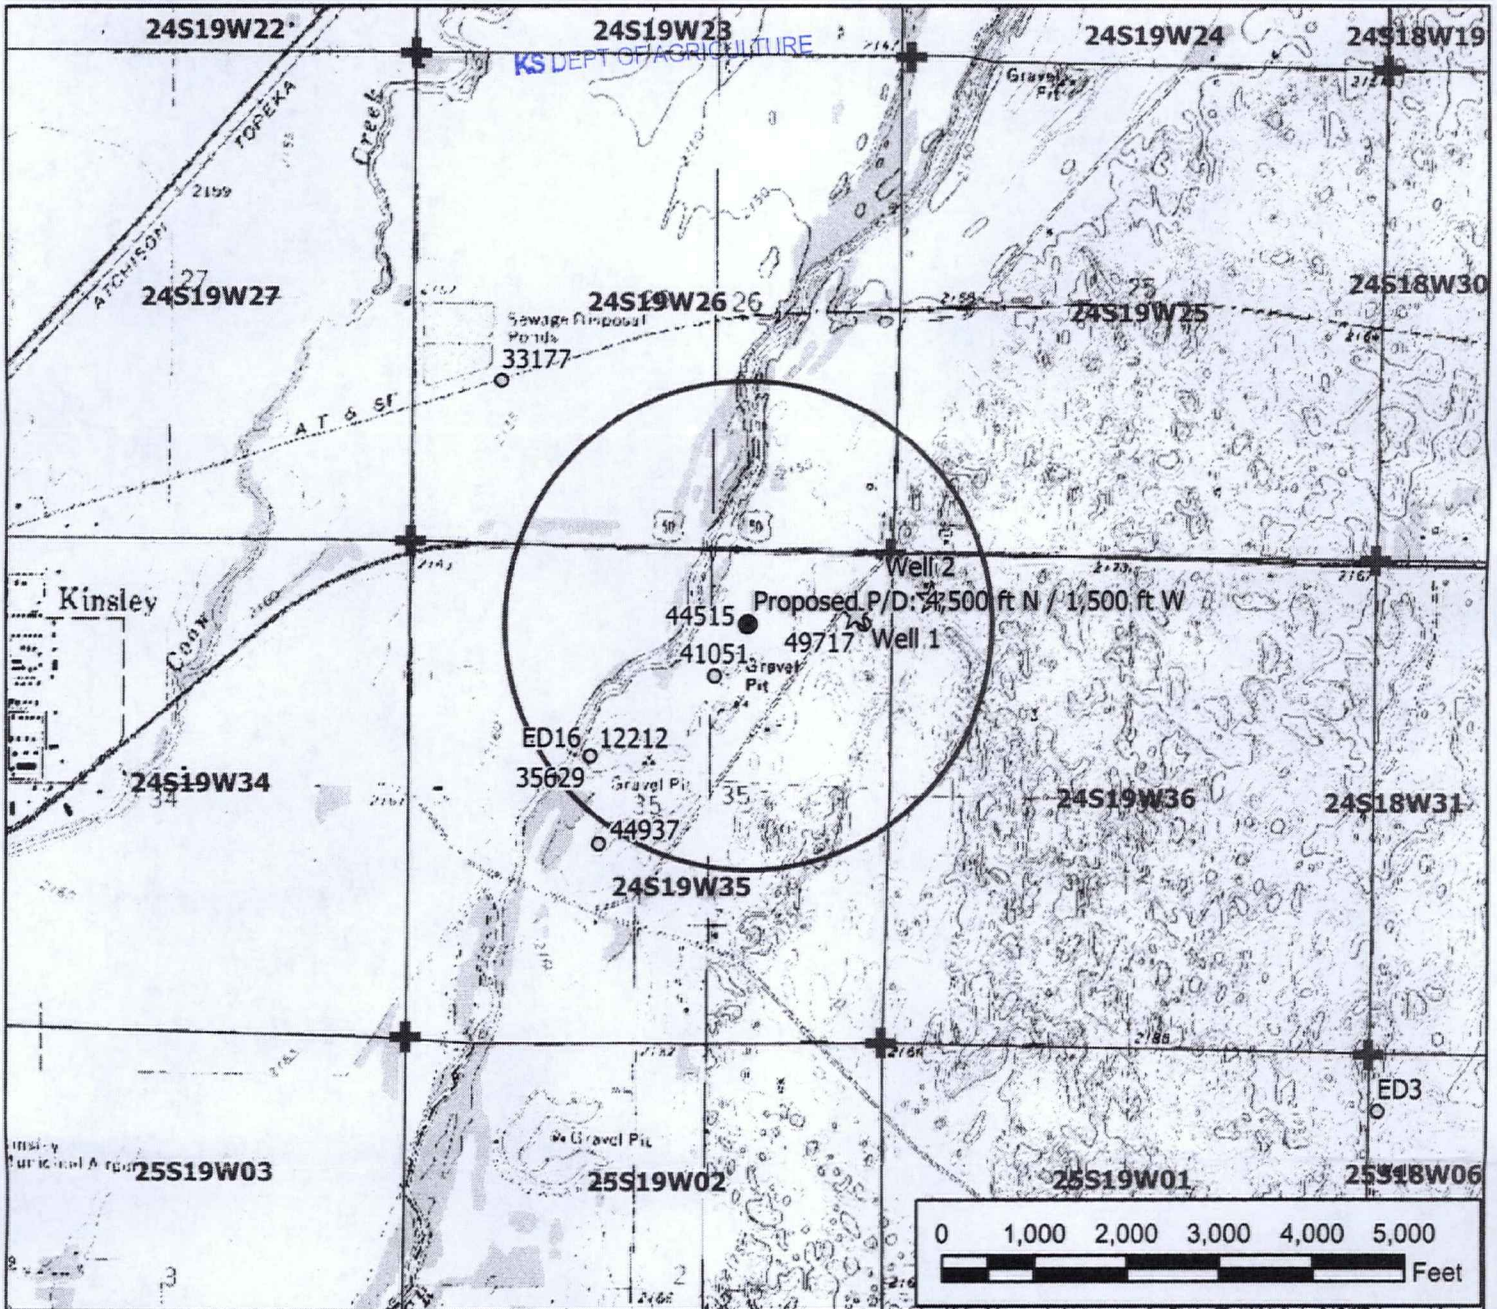 24S19W22
24S19W23
24S19W24
24S18W19
KS DEPT OF AGRICULTURE
Gravel
Pit
TOPEKA
Creek
2159
ATCHISON
27
24S19W27
24S19W26
26
24S19W25
24S18W30
Sewage Disposal
Ponds
33177
A T & SF
50
50
2143
Well 2
2173
2167
Kinsley
Coon
44515
Proposed P/D: 4,500 ft N / 1,500 ft W
49717
Well 1
41051
Gravel
Pit
ED16
12212
35629
Gravel Pit
24S19W34
34
35
35
24S19W36
24S18W31
44937
24S19W35
2188
ED3
Gravel Pit
25S19W03
25S19W02
25S19W01
25S18W06
3
2
0 1,000 2,000 3,000 4,000 5,000
Feet